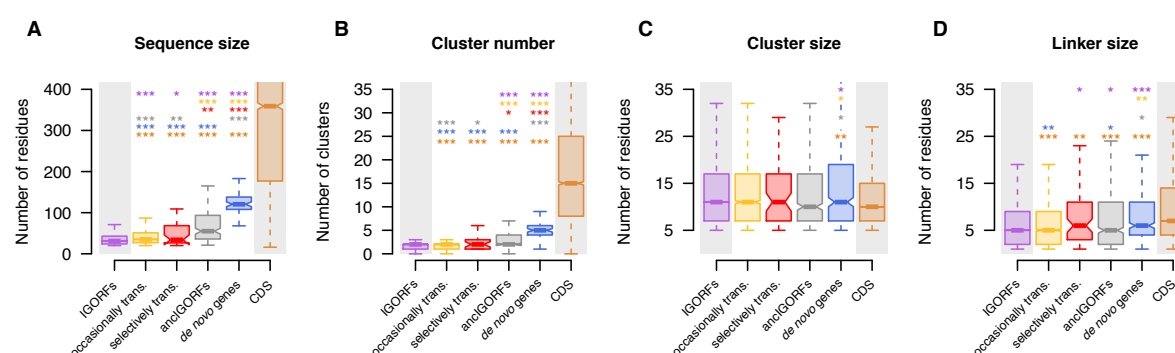 A
Sequence size
Number of residues
400
300
200
100
0
***
*
***
***
***
***
**
***
***
**
***
***
***
***
***
***
***
***
***
IGORFs
occasionally trans.
selectively trans.
ancIGORFs
de novo genes
CDS
B
Cluster number
Number of clusters
35
30
25
20
15
10
5
0
***
***
***
***
*
***
***
*
***
***
***
***
***
***
***
***
***
IGORFs
occasionally trans.
selectively trans.
ancIGORFs
de novo genes
CDS
C
Cluster size
Number of residues
35
25
15
5
*
*
*
**
IGORFs
occasionally trans.
selectively trans.
ancIGORFs
de novo genes
CDS
D
Linker size
Number of residues
35
25
15
5
*
*
***
**
*
**
*
***
**
***
***
IGORFs
occasionally trans.
selectively trans.
ancIGORFs
de novo genes
CDS